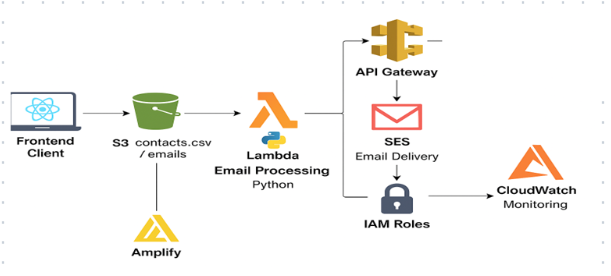 Frontend
Client
S3 contacts.csv
/ emails
Amplify
Lambda
Email Processing
Python
API Gateway
SES
Email Delivery
IAM Roles
CloudWatch
Monitoring